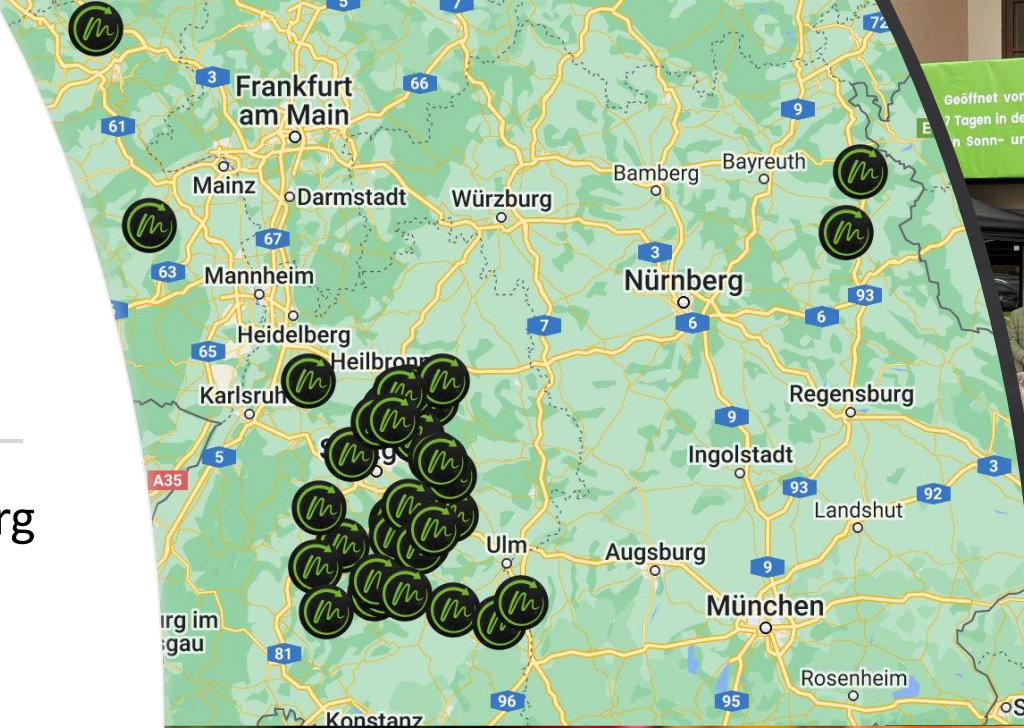 5
7
72
3
Frankfurt
am Main
66
9
61
Geöffnet vor
7 Tagen in de
n Sonn- un
E
Mainz
Darmstadt
Würzburg
Bamberg
Bayreuth
67
3
63
Mannheim
Nürnberg
93
Heidelberg
7
6
6
65
Heilbronn
Karlsruh
9
Regensburg
5
S
g
Ingolstadt
3
A35
93
92
rg
Landshut
Ulm
Augsburg
9
München
urg im
sgau
81
Rosenheim
96
95
S
Konstanz